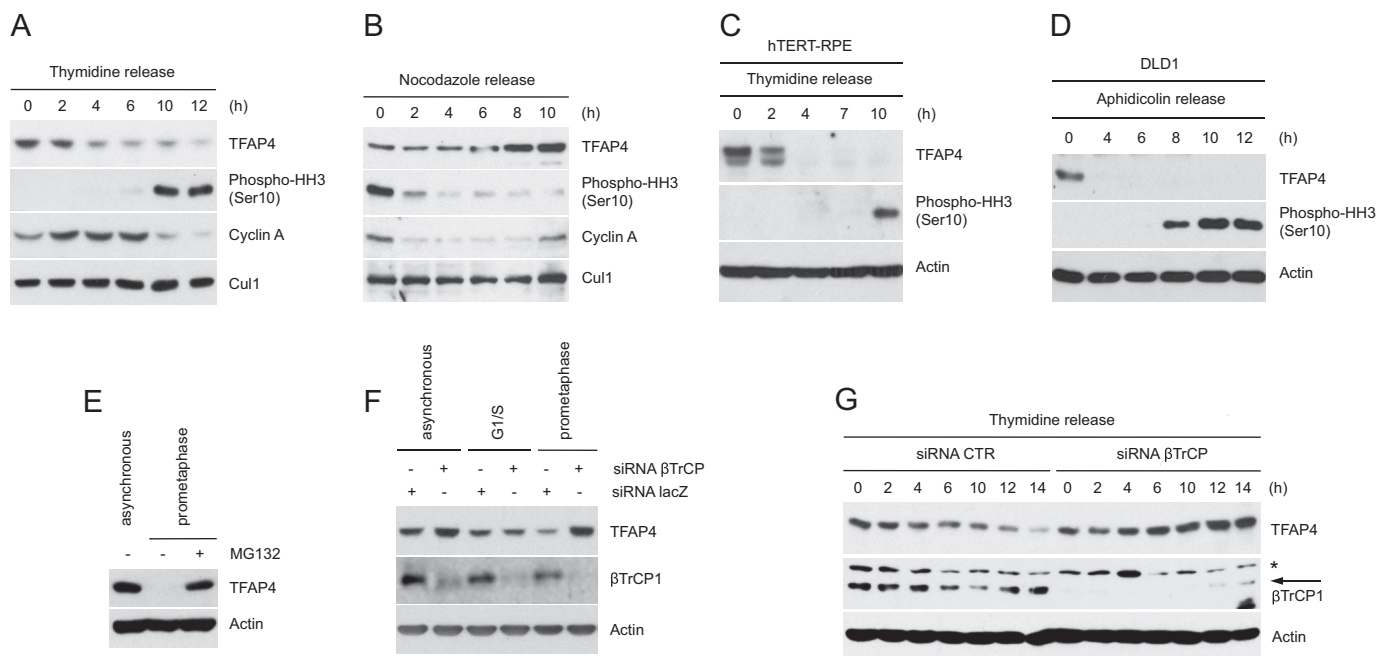 A
Thymidine release
0 2 4 6 10 12 (h)
TFAP4
Phospho-HH3
(Ser10)
Cyclin A
Cul1
B
Nocodazole release
0 2 4 6 8 10 (h)
TFAP4
Phospho-HH3
(Ser10)
Cyclin A
Cul1
C
hTERT-RPE
Thymidine release
0 2 4 7 10 (h)
TFAP4
Phospho-HH3
(Ser10)
Actin
D
DLD1
Aphidicolin release
0 4 6 8 10 12 (h)
TFAP4
Phospho-HH3
(Ser10)
Actin
E
asynchronous
prometaphase
- - + MG132
TFAP4
Actin
F
asynchronous
G1/S
prometaphase
- + - + - + siRNA βTrCP
+ - + - + - siRNA lacZ
TFAP4
βTrCP1
Actin
G
Thymidine release
siRNA CTR siRNA βTrCP
0 2 4 6 10 12 14 0 2 4 6 10 12 14 (h)
TFAP4
*
βTrCP1
Actin